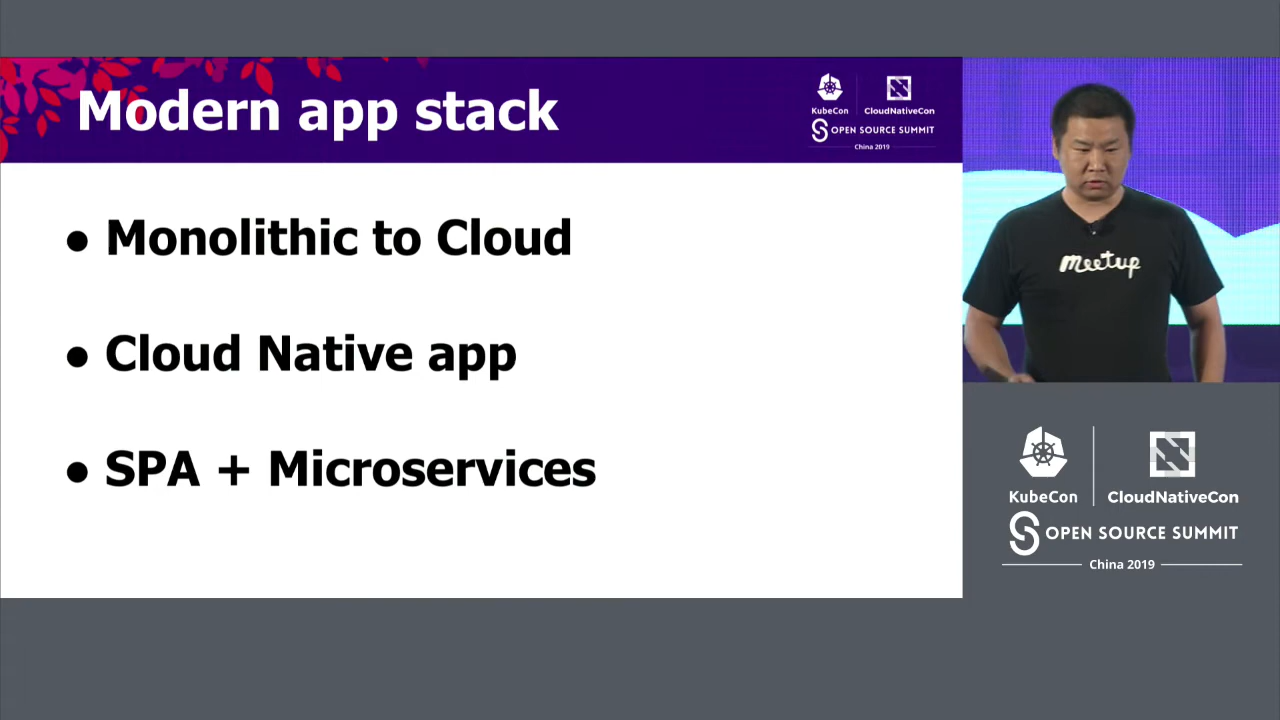 Modern app stack
KubeCon
CloudNativeCon
OPEN SOURCE SUMMIT
China 2019
● Monolithic to Cloud
● Cloud Native app
● SPA + Microservices
meetup
KubeCon
CloudNativeCon
OPEN SOURCE SUMMIT
China 2019